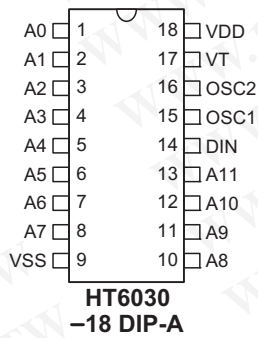 A0 1 18 VDD
A1 2 17 VT
A2 3 16 OSC2
A3 4 15 OSC1
A4 5 14 DIN
A5 6 13 A11
A6 7 12 A10
A7 8 11 A9
VSS 9 10 A8
HT6030
–18 DIP-A